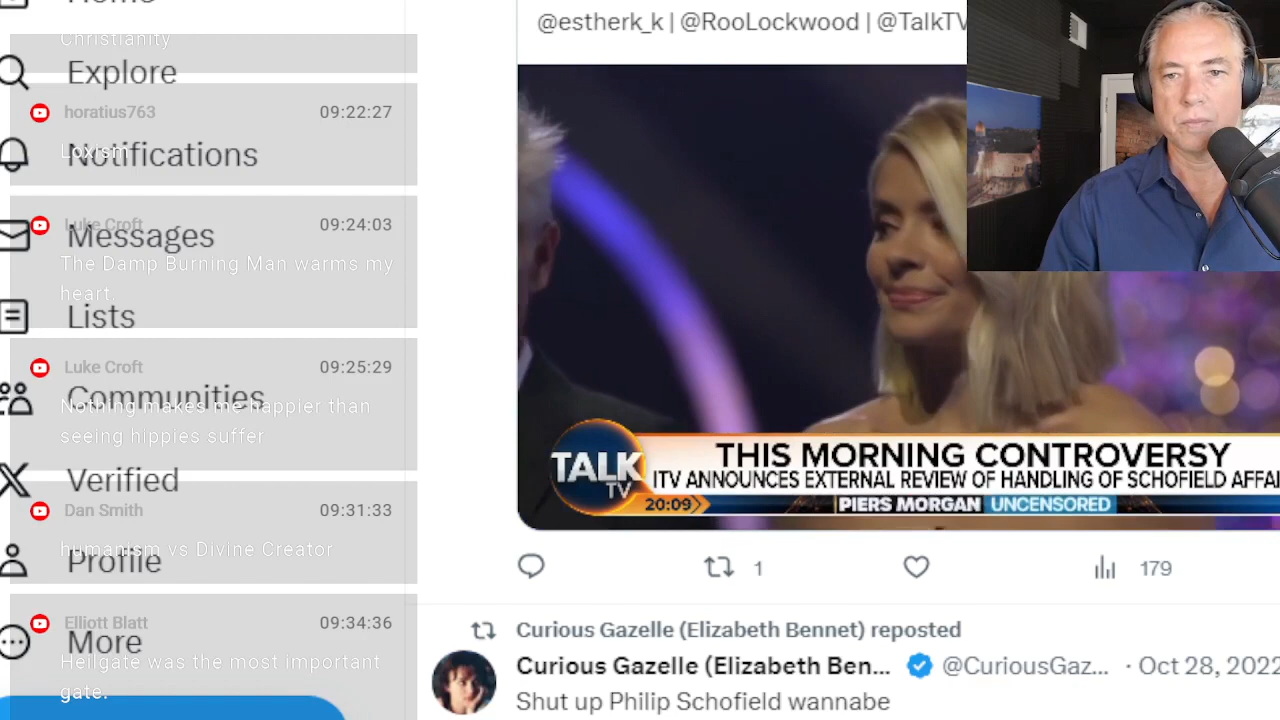 Home
Christianity
Explore
horatius763 09:22:27
Loxism
Notifications
Luke Croft 09:24:03
Messages
The Damp Burning Man warms my
heart.
Lists
Luke Croft 09:25:29
Communities
Nothing makes me happier than
seeing hippies suffer
Verified
Dan Smith 09:31:33
humanism vs Divine Creator
Profile
Elliott Blatt 09:34:36
More
Hellgate was the most important
gate.
@estherk_k | @RooLockwood | @TalkTV
THIS MORNING CONTROVERSY
TALK TV
ITV ANNOUNCES EXTERNAL REVIEW OF HANDLING OF SCHOFIELD AFFAI
20:09 PIERS MORGAN UNCENSORED
1 179
Curious Gazelle (Elizabeth Bennet) reposted
Curious Gazelle (Elizabeth Ben... @CuriousGaz... · Oct 28, 2022
Shut up Philip Schofield wannabe